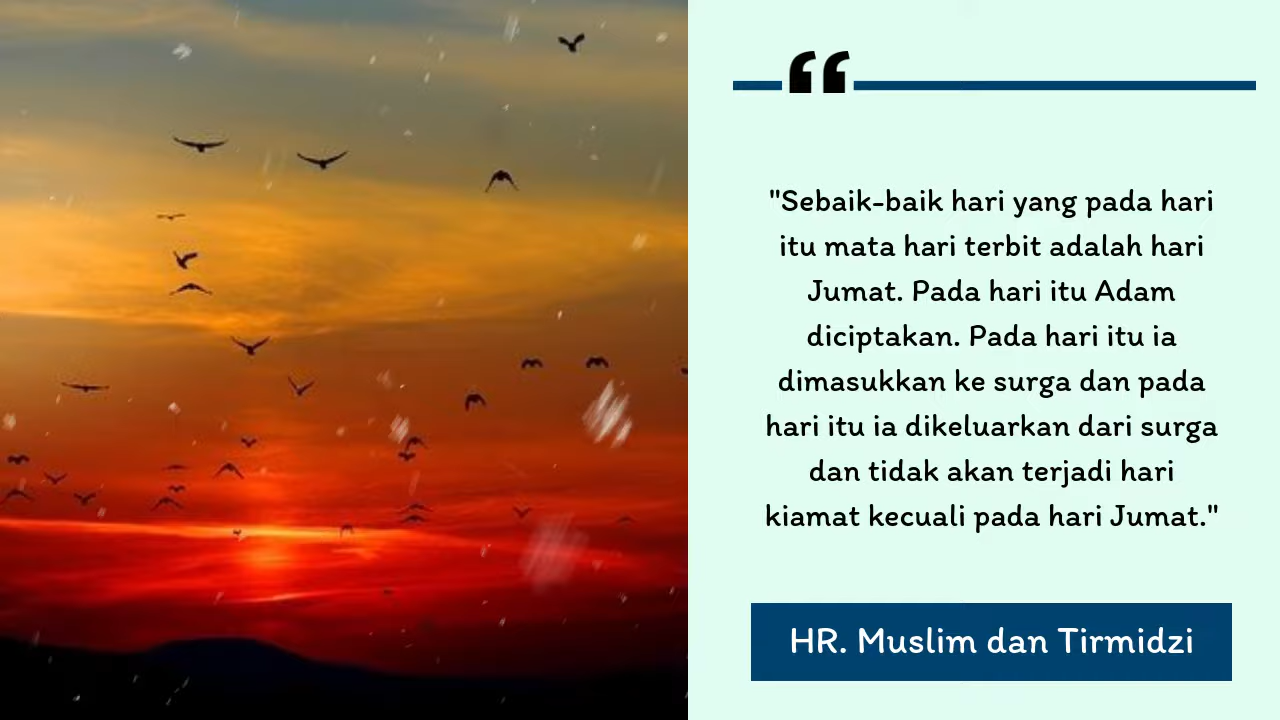 "Sebaik-baik hari yang pada hari
itu mata hari terbit adalah hari
Jumat. Pada hari itu Adam
diciptakan. Pada hari itu ia
dimasukkan ke surga dan pada
hari itu ia dikeluarkan dari surga
dan tidak akan terjadi hari
kiamat kecuali pada hari Jumat."
HR. Muslim dan Tirmidzi